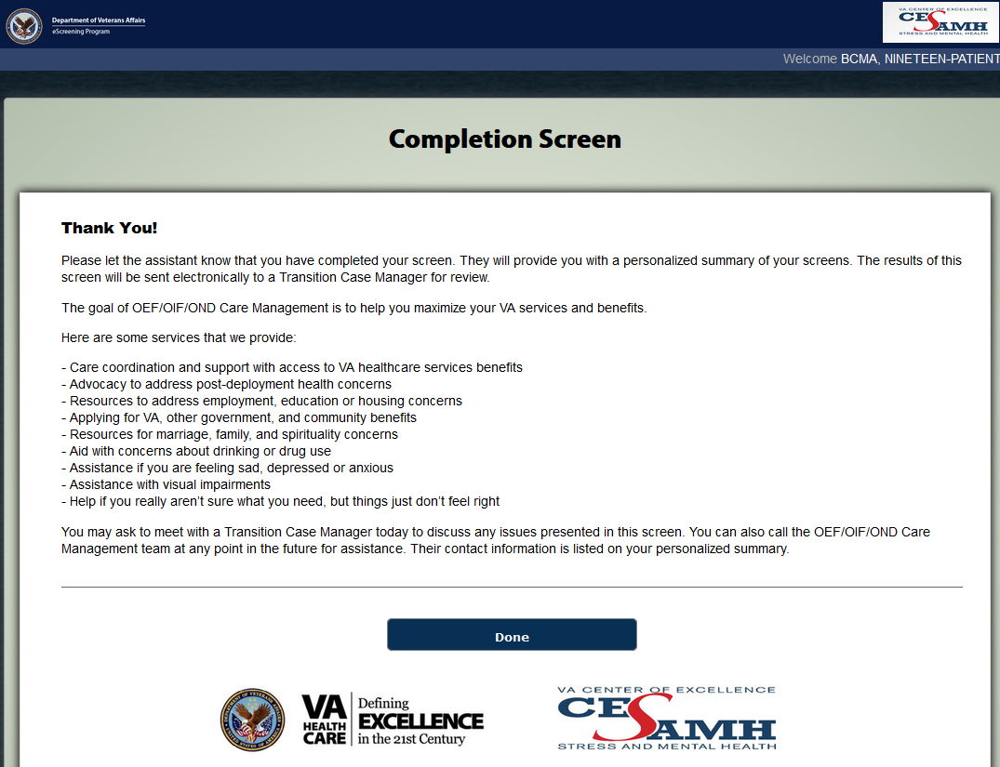 Department of Veterans Affairs
eScreening Program
VA CENTER OF EXCELLENCE
CESAMH
STRESS AND MENTAL HEALTH
Welcome BCMA, NINETEEN-PATIENT
Completion Screen
Thank You!
Please let the assistant know that you have completed your screen. They will provide you with a personalized summary of your screens. The results of this
screen will be sent electronically to a Transition Case Manager for review.
The goal of OEF/OIF/OND Care Management is to help you maximize your VA services and benefits.
Here are some services that we provide:
- Care coordination and support with access to VA healthcare services benefits
- Advocacy to address post-deployment health concerns
- Resources to address employment, education or housing concerns
- Applying for VA, other government, and community benefits
- Resources for marriage, family, and spirituality concerns
- Aid with concerns about drinking or drug use
- Assistance if you are feeling sad, depressed or anxious
- Assistance with visual impairments
- Help if you really aren’t sure what you need, but things just don’t feel right
You may ask to meet with a Transition Case Manager today to discuss any issues presented in this screen. You can also call the OEF/OIF/OND Care
Management team at any point in the future for assistance. Their contact information is listed on your personalized summary.
Done
DEPARTMENT OF VETERANS AFFAIRS
UNITED STATES OF AMERICA
VA
HEALTH
CARE
Defining
EXCELLENCE
in the 21st Century
VA CENTER OF EXCELLENCE
CESAMH
STRESS AND MENTAL HEALTH